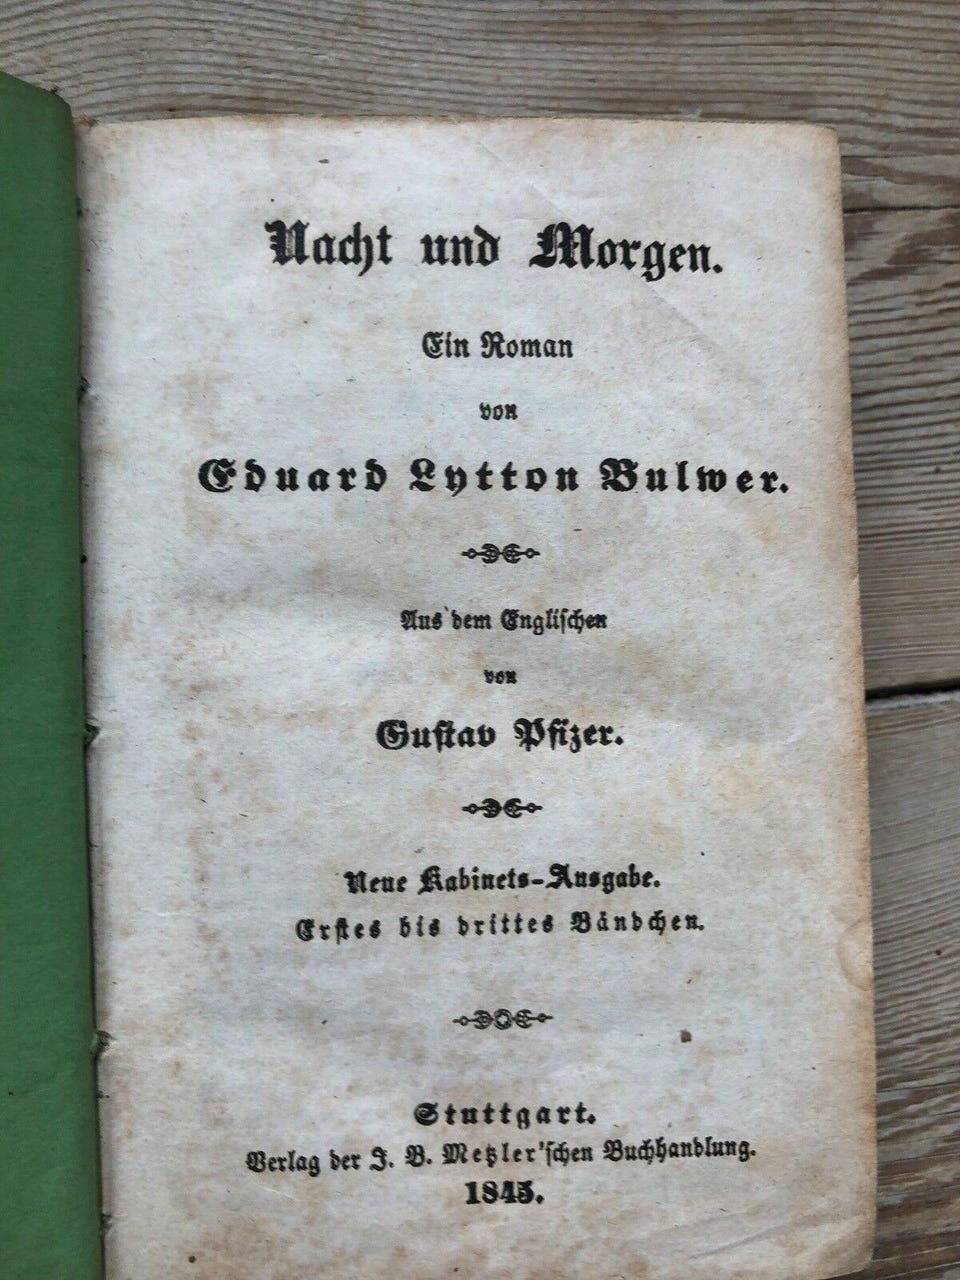 Nacht und Morgen.
Ein Roman
von
Eduard Lytton Bulwer.
Aus dem Englischen
von
Gustav Pfizer.
Neue Kabinets-Ausgabe.
Erstes bis drittes Bändchen.
Stuttgart.
Verlag der J. B. Metzler'schen Buchhandlung.
1845.